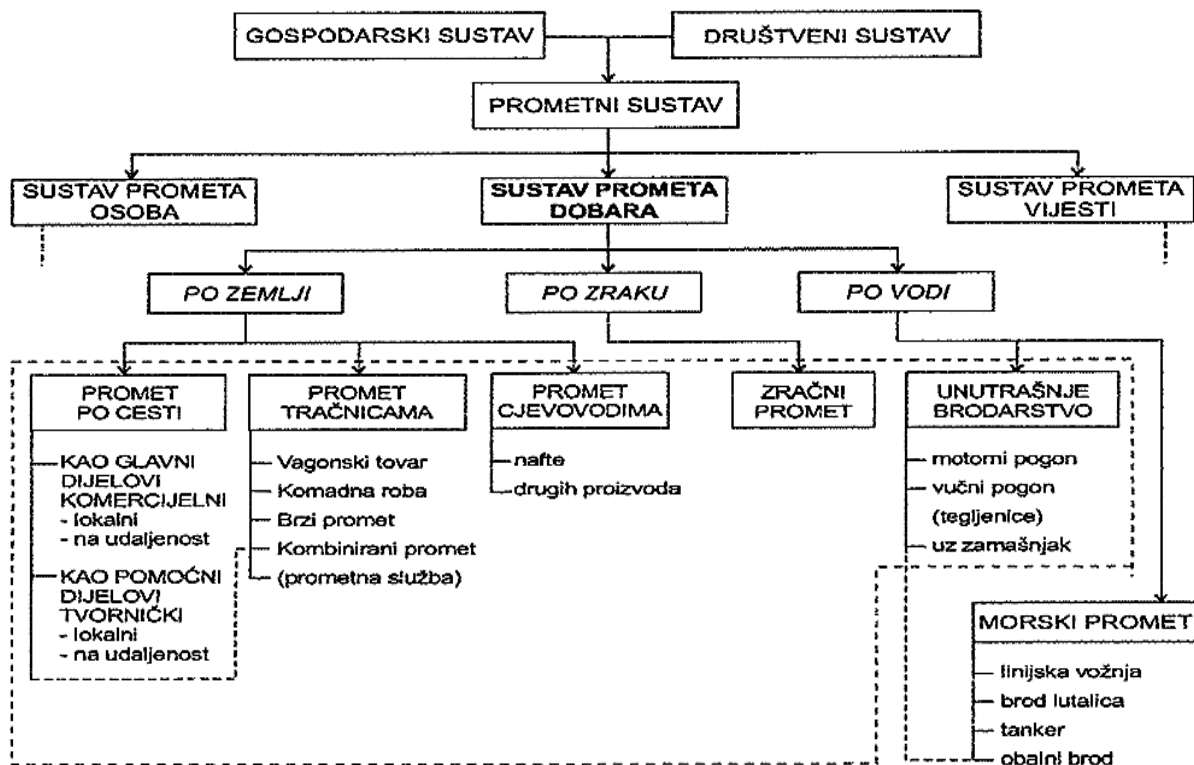 GOSPODARSKI SUSTAV
DRUŠTVENI SUSTAV
PROMETNI SUSTAV
SUSTAV PROMETA
OSOBA
SUSTAV PROMETA
DOBARA
SUSTAV PROMETA
VIJESTI
PO ZEMLJI
PO ZRAKU
PO VODI
PROMET
PO CESTI
KAO GLAVNI
DIJELOVI
KOMERCIJELNI
- lokalni
- na udaljenost
KAO POMOĆNI
DIJELOVI
TVORNIČKI
- lokalni
- na udaljenost
PROMET
TRAČNICAMA
Vagonski tovar
Komadna roba
Brzi promet
Kombinirani promet
(prometna služba)
PROMET
CJEVOVODIMA
nafte
drugih proizvoda
ZRAČNI
PROMET
UNUTRAŠNJE
BRODARSTVO
motorni pogon
vučni pogon
(tegljenice)
uz zamašnjak
MORSKI PROMET
linijska vožnja
brod lutalica
tanker
obalni brod